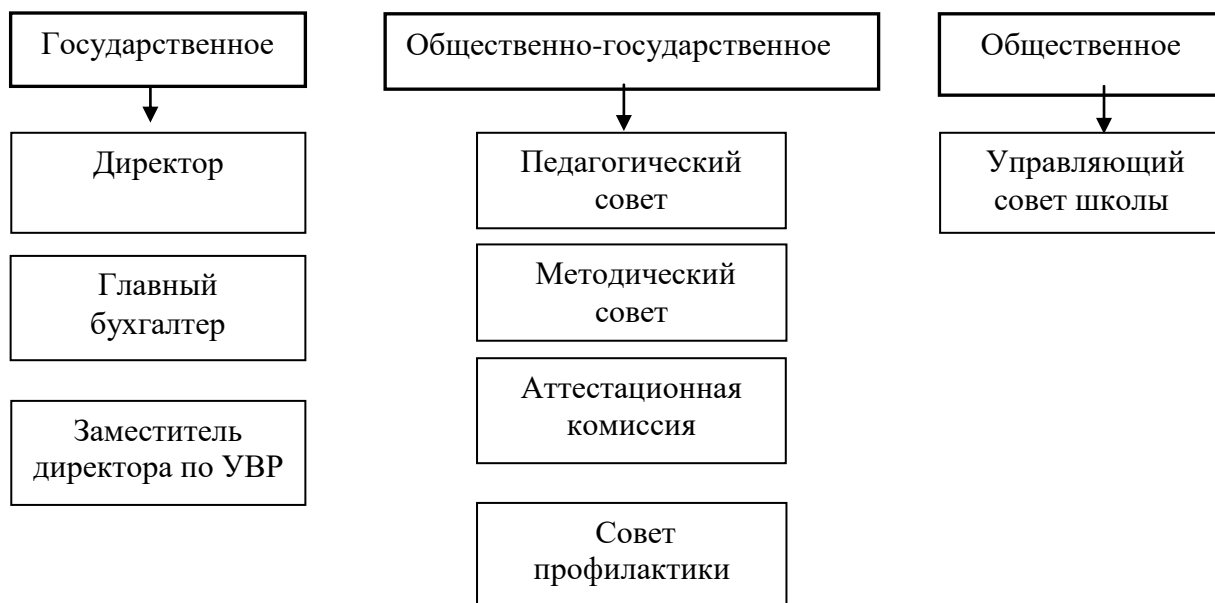 Государственное
Общественно-государственное
Общественное
Директор
Педагогический
совет
Управляющий
совет школы
Главный
бухгалтер
Методический
совет
Аттестационная
комиссия
Заместитель
директора по УВР
Совет
профилактики